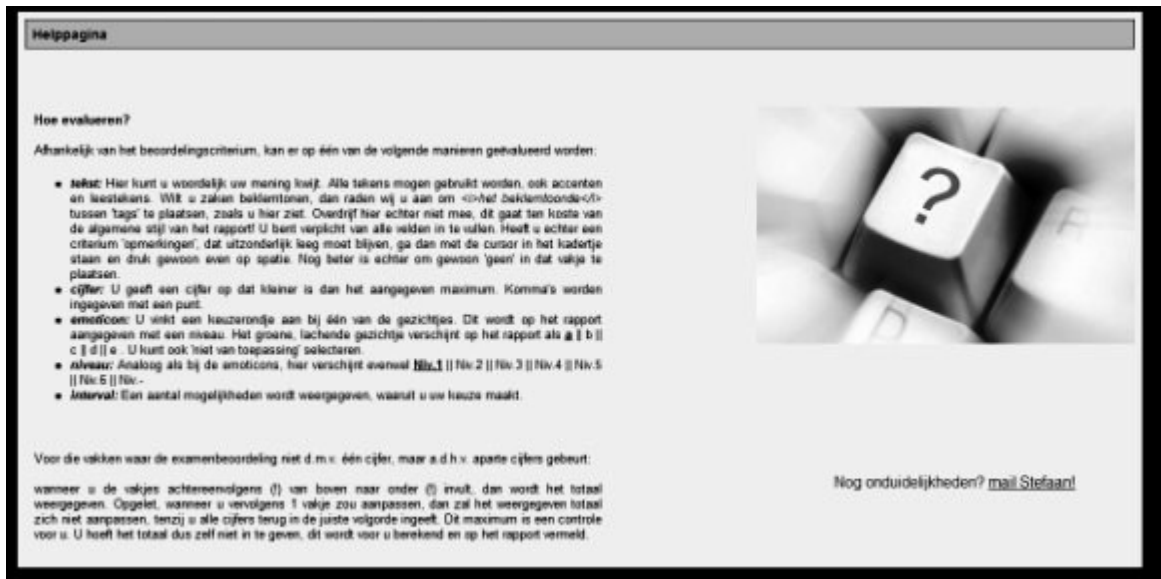 Helppagina
Hoe evalueren?
Afhankelijk van het beoordelingscriterium, kan er op één van de volgende manieren geëvalueerd worden:
tekst: Hier kunt u woordelijk uw mening kwijt. Alle tekens mogen gebruikt worden, ook accenten
en leestekens. Wilt u zaken beklemtonen, dan raden wij u aan om <i>het beklemtoonde</i>
tussen 'tags' te plaatsen, zoals u hier ziet. Overdrijf hier echter niet mee, dit gaat ten koste van
de algemene stijl van het rapport! U bent verplicht van alle velden in te vullen. Heeft u echter een
criterium 'opmerkingen', dat uitzonderlijk leeg moet blijven, ga dan met de cursor in het kadertje
staan en druk gewoon even op spatie. Nog beter is echter om gewoon 'geen' in dat vakje te
plaatsen.
cijfer: U geeft een cijfer op dat kleiner is dan het aangegeven maximum. Komma's worden
ingegeven met een punt.
emoticon: U vinkt een keuzerondje aan bij één van de gezichtjes. Dit wordt op het rapport
aangegeven met een niveau. Het groene, lachende gezichtje verschijnt op het rapport als a || b ||
c || d || e . U kunt ook 'niet van toepassing' selecteren.
niveau: Analoog als bij de emoticons, hier verschijnt evenwel Niv.1 || Niv.2 || Niv.3 || Niv.4 || Niv.5
|| Niv.6 || Niv.-
Interval: Een aantal mogelijkheden wordt weergegeven, waaruit u uw keuze maakt.
Voor die vakken waar de examenbeoordeling niet d.m.v. één cijfer, maar a.d.h.v. aparte cijfers gebeurt:
wanneer u de vakjes achtereenvolgens (!) van boven naar onder (!) invult, dan wordt het totaal
weergegeven. Opgelet, wanneer u vervolgens 1 vakje zou aanpassen, dan zal het weergegeven totaal
zich niet aanpassen, tenzij u alle cijfers terug in de juiste volgorde ingeeft. Dit maximum is een controle
voor u. U hoeft het totaal dus zelf niet in te geven, dit wordt voor u berekend en op het rapport vermeld.
?
F
D
Nog onduidelijkheden? mail Stefaan!